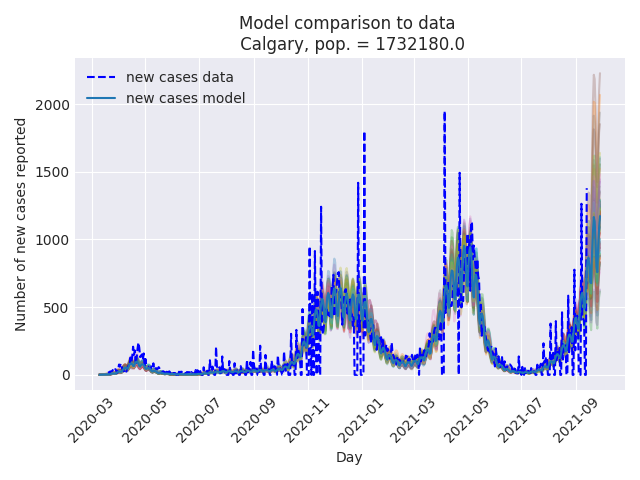 Model comparison to data
Calgary, pop. = 1732180.0
new cases data
new cases model
Number of new cases reported
2000
1500
1000
500
0
2020-03
2020-05
2020-07
2020-09
2020-11
2021-01
2021-03
2021-05
2021-07
2021-09
Day